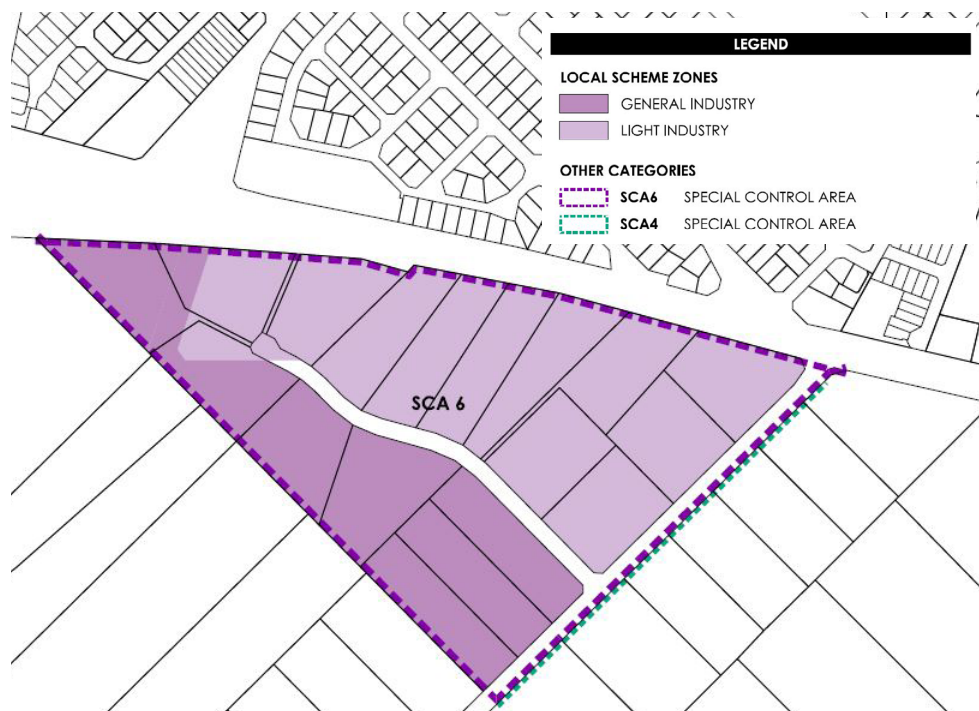 LEGEND
LOCAL SCHEME ZONES
GENERAL INDUSTRY
LIGHT INDUSTRY
OTHER CATEGORIES
SCA6 SPECIAL CONTROL AREA
SCA4 SPECIAL CONTROL AREA
SCA 6